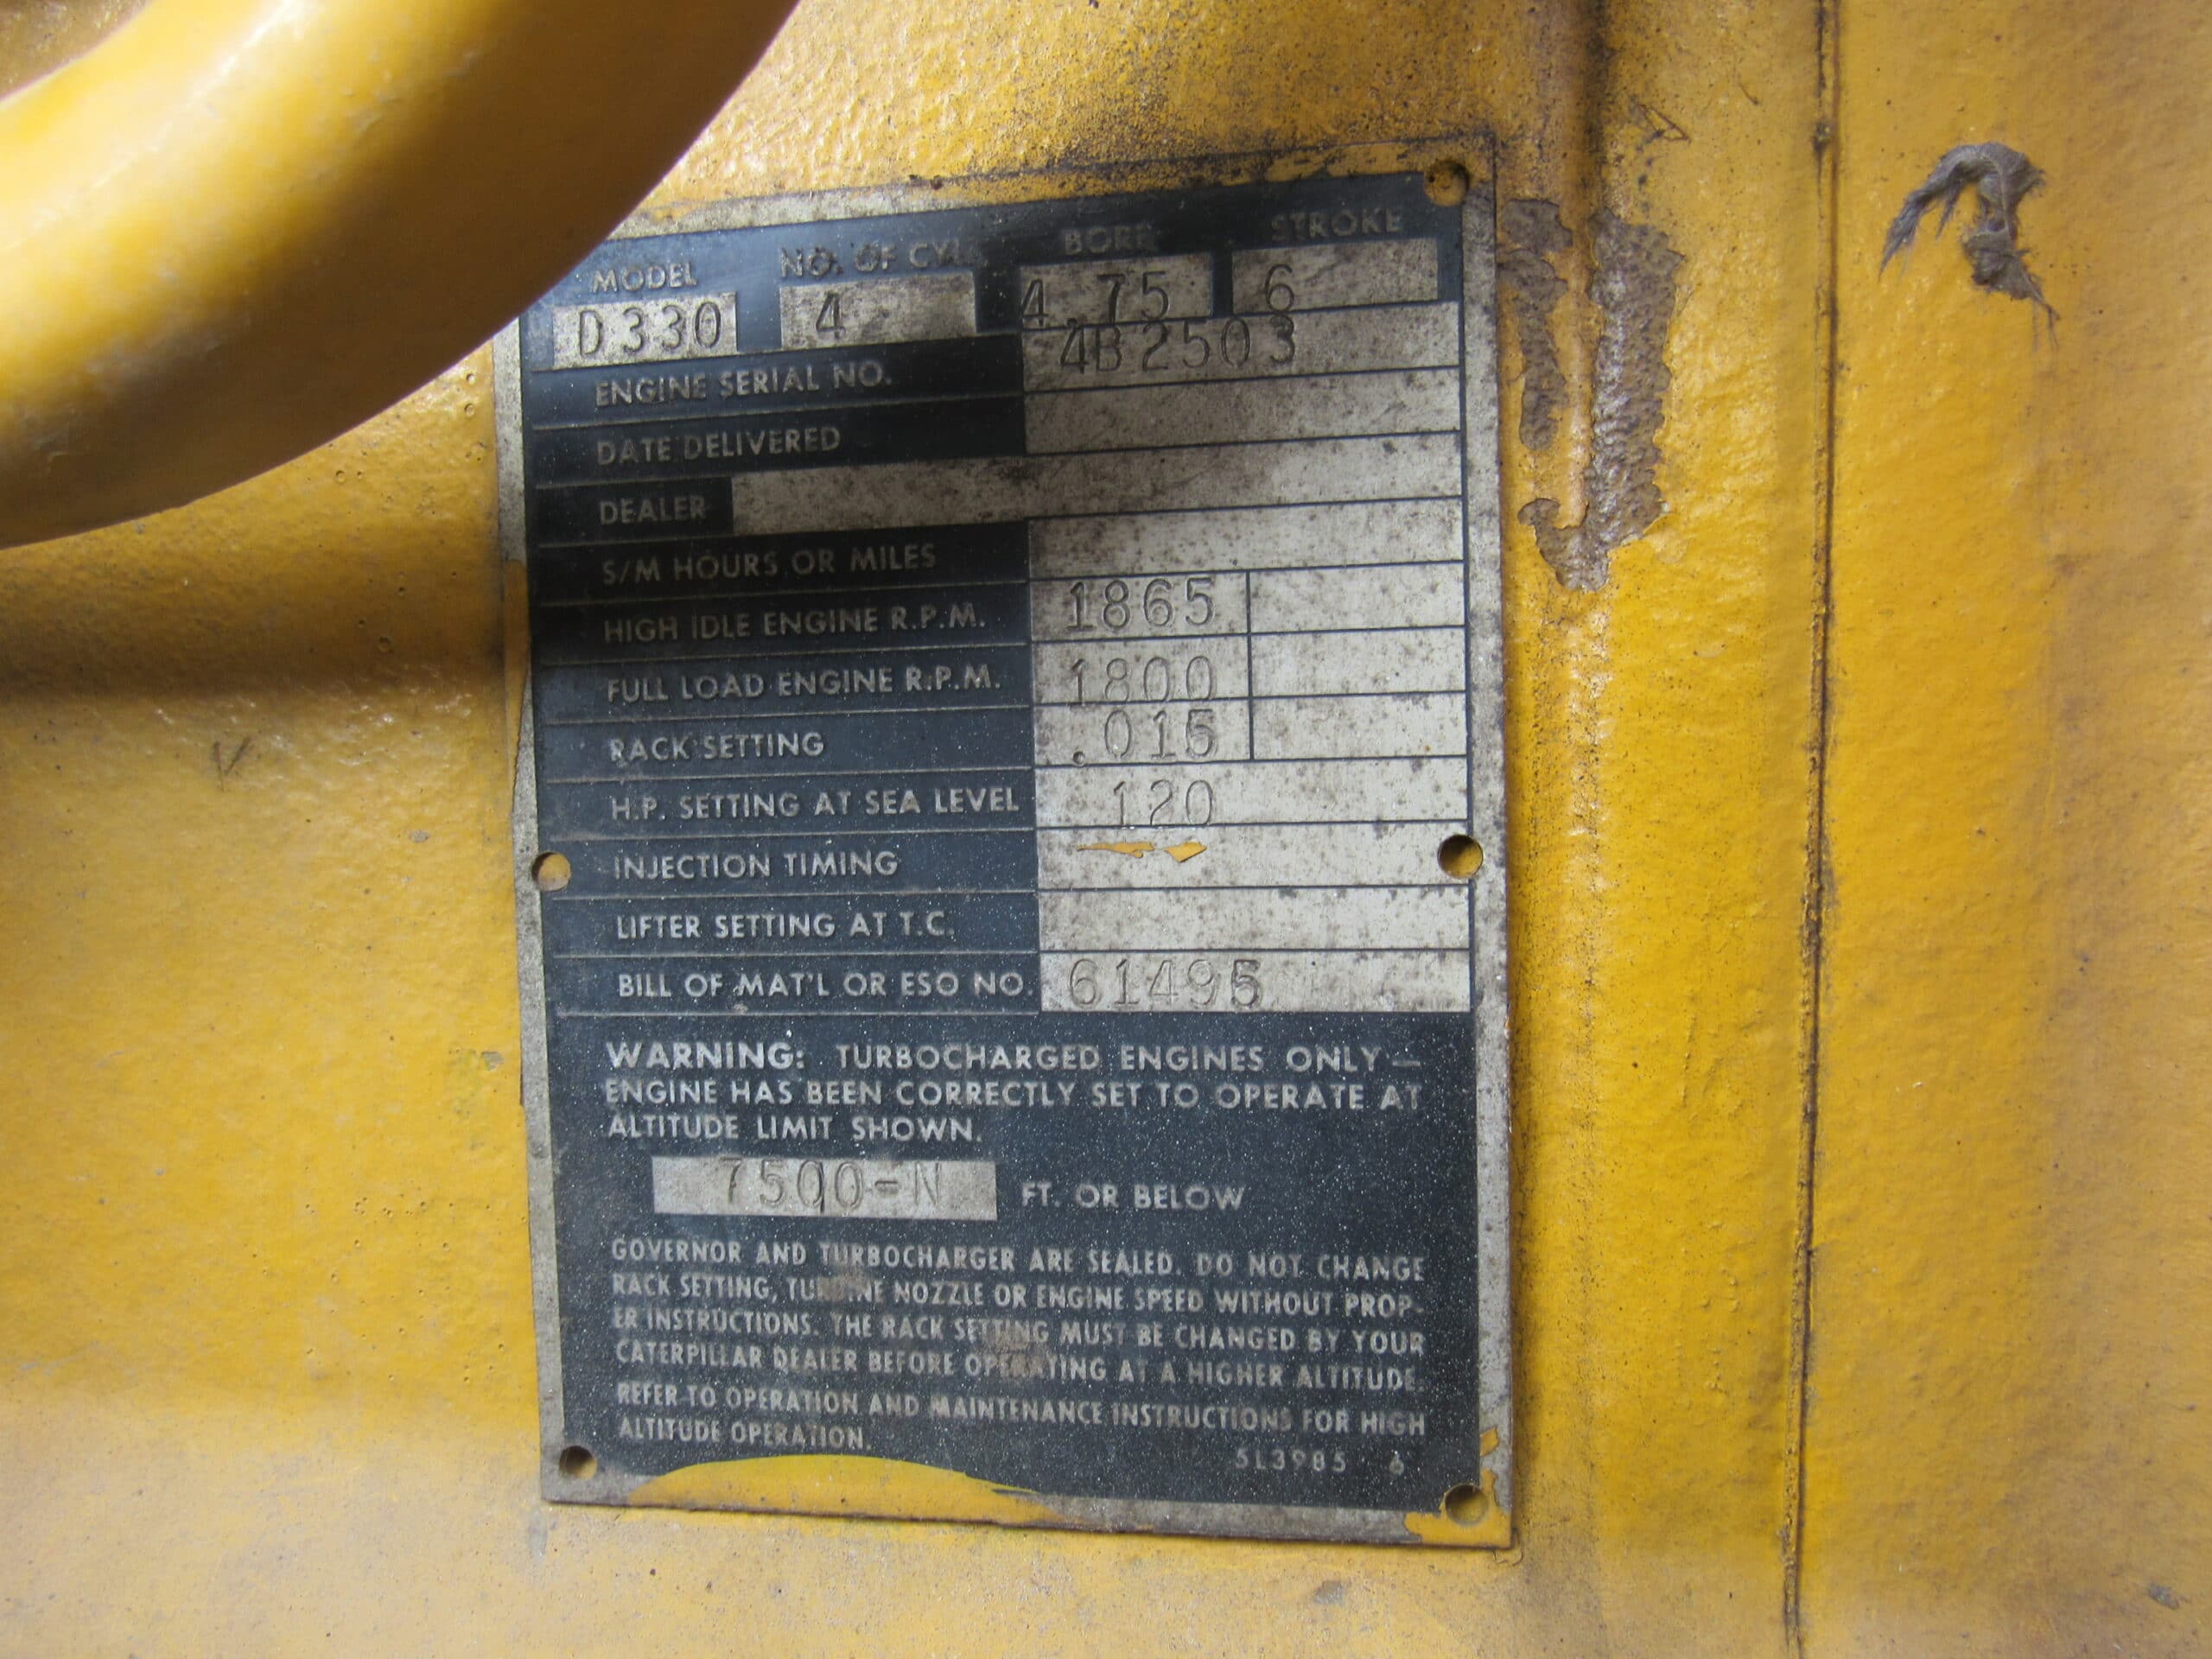 MODEL NO. OF CYL BORE STROKE
D330 4 4.75 6
ENGINE SERIAL NO. 4B2503
DATE DELIVERED
DEALER
S/M HOURS OR MILES
HIGH IDLE ENGINE R.P.M. 1865
FULL LOAD ENGINE R.P.M. 1800
RACK SETTING .015
H.P. SETTING AT SEA LEVEL 120
INJECTION TIMING
LIFTER SETTING AT T.C.
BILL OF MAT'L OR ESO NO. 61495
WARNING: TURBOCHARGED ENGINES ONLY—
ENGINE HAS BEEN CORRECTLY SET TO OPERATE AT
ALTITUDE LIMIT SHOWN.
7500-N FT. OR BELOW
GOVERNOR AND TURBOCHARGER ARE SEALED. DO NOT CHANGE
RACK SETTING, TURBINE NOZZLE OR ENGINE SPEED WITHOUT PROP-
ER INSTRUCTIONS. THE RACK SETTING MUST BE CHANGED BY YOUR
CATERPILLAR DEALER BEFORE OPERATING AT A HIGHER ALTITUDE.
REFER TO OPERATION AND MAINTENANCE INSTRUCTIONS FOR HIGH
ALTITUDE OPERATION.
5L3985 6